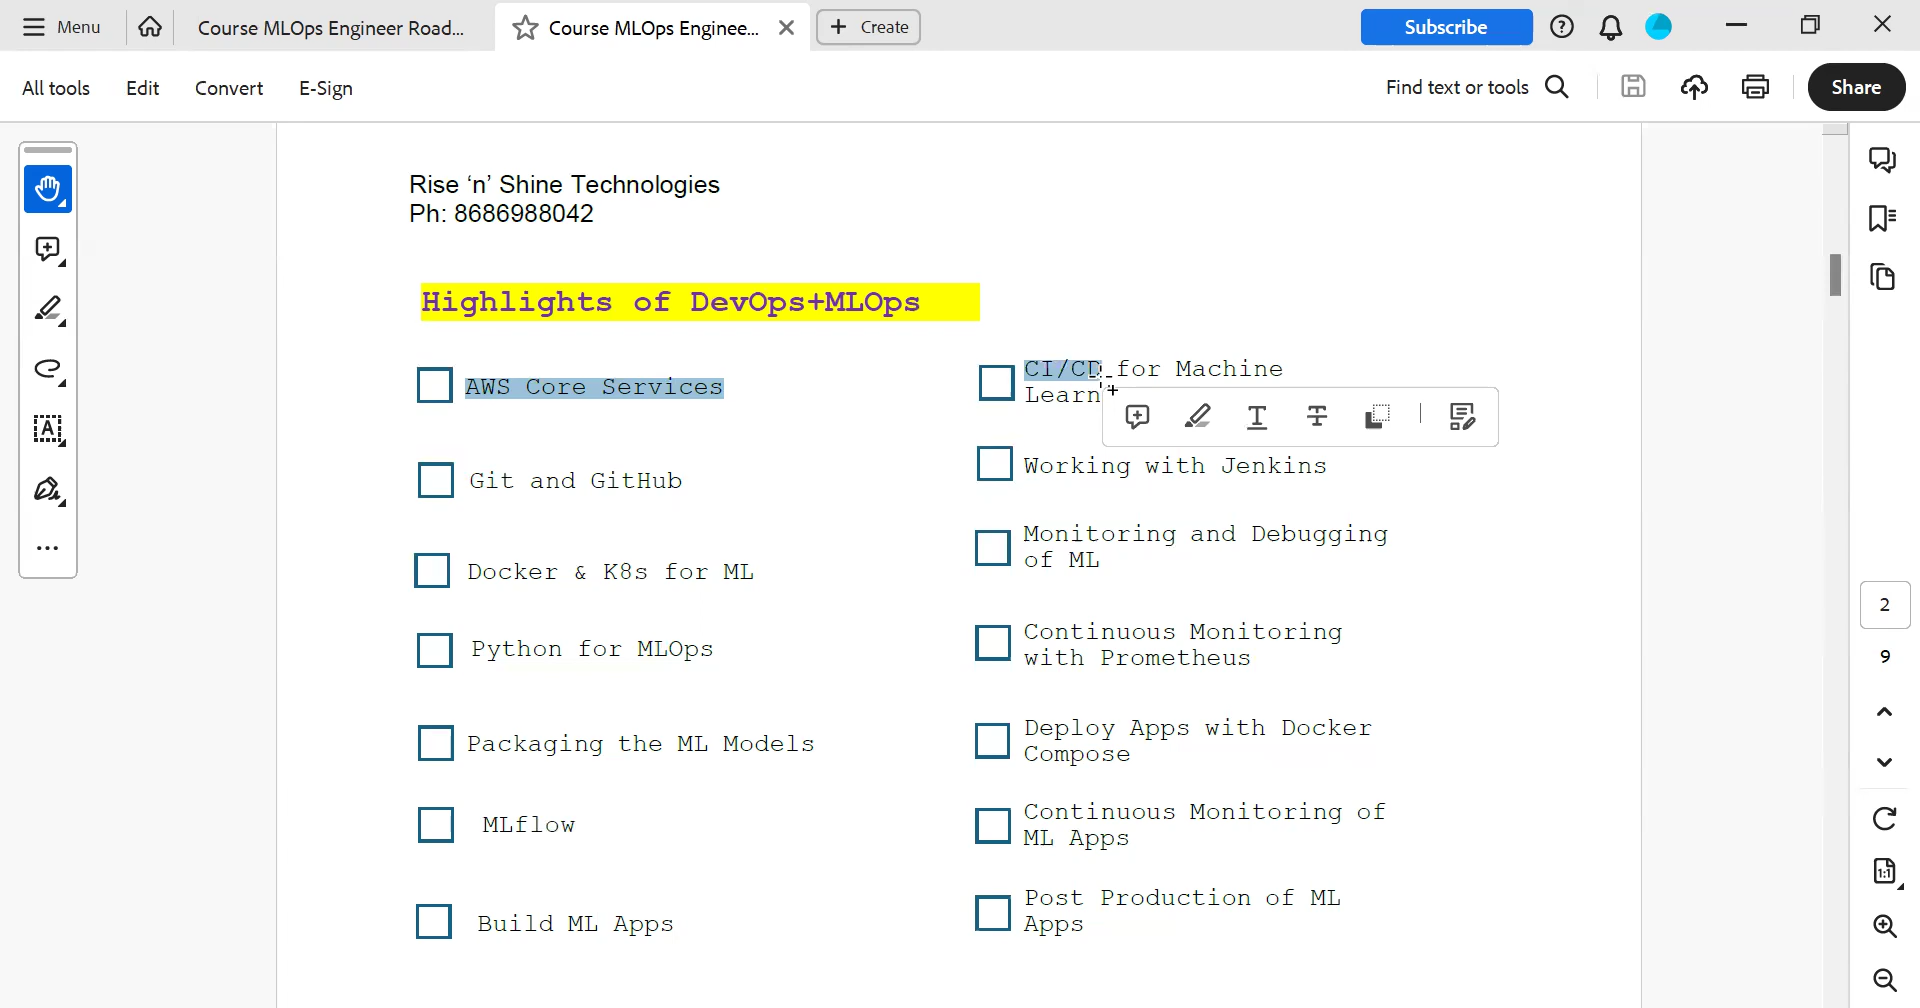 Menu
Course MLOps Engineer Road...
Course MLOps Enginee...
Create
Subscribe
All tools
Edit
Convert
E-Sign
Find text or tools
Share
Rise ‘n’ Shine Technologies
Ph: 8686988042
Highlights of DevOps+MLOps
AWS Core Services
Git and GitHub
Docker & K8s for ML
Python for MLOps
Packaging the ML Models
MLflow
Build ML Apps
CI/CD for Machine
Learn
Working with Jenkins
Monitoring and Debugging
of ML
Continuous Monitoring
with Prometheus
Deploy Apps with Docker
Compose
Continuous Monitoring of
ML Apps
Post Production of ML
Apps
2
9
1:1